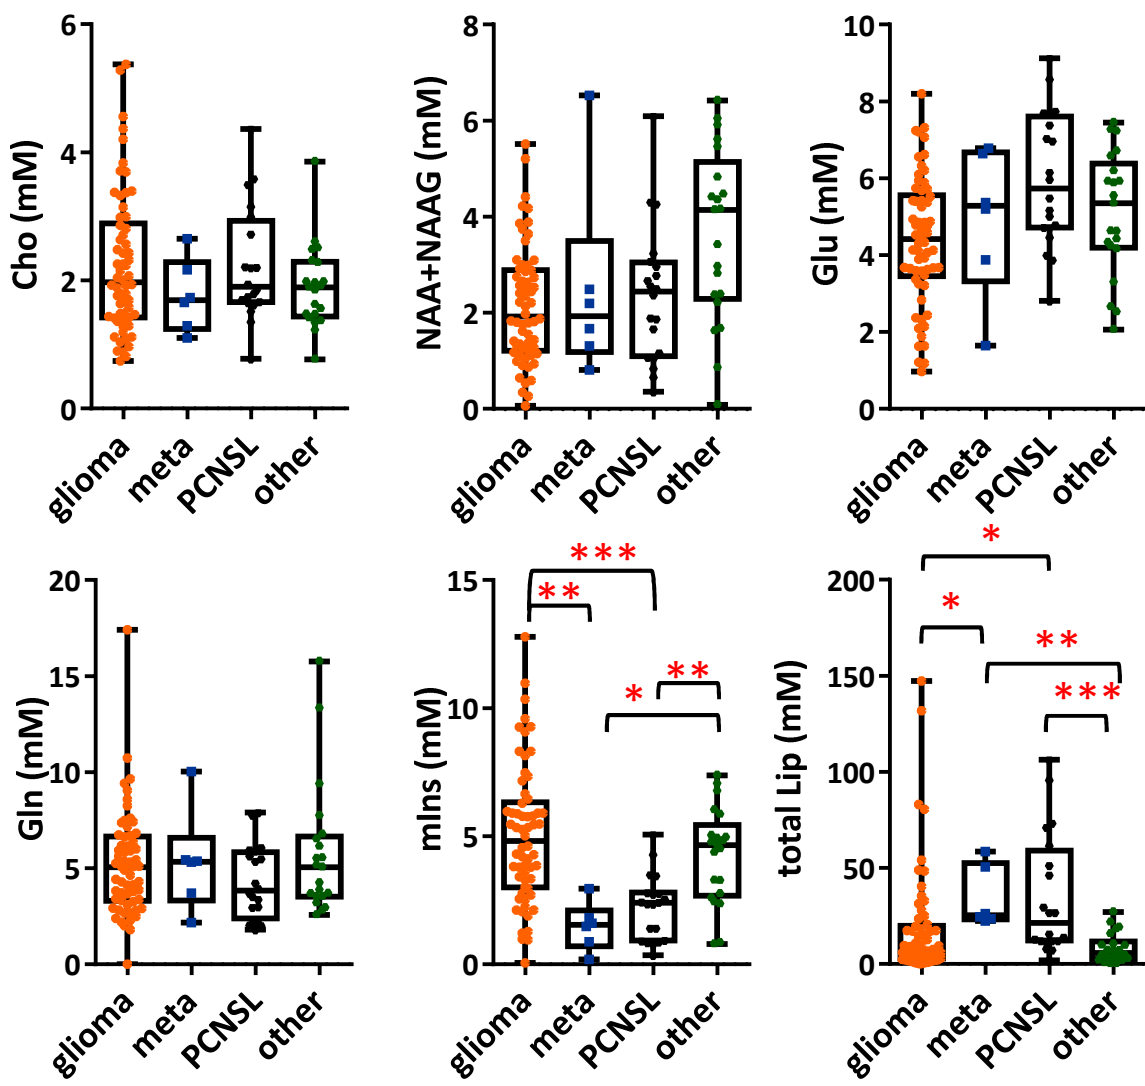 Cho (mM)
6
4
2
0
glioma
meta
PCNSL
other
NAA+NAAG (mM)
8
6
4
2
0
glioma
meta
PCNSL
other
Glu (mM)
10
8
6
4
2
0
glioma
meta
PCNSL
other
Gln (mM)
20
15
10
5
0
glioma
meta
PCNSL
other
mIns (mM)
15
10
5
0
***
**
**
*
glioma
meta
PCNSL
other
total Lip (mM)
200
150
100
50
0
*
*
**
***
glioma
meta
PCNSL
other